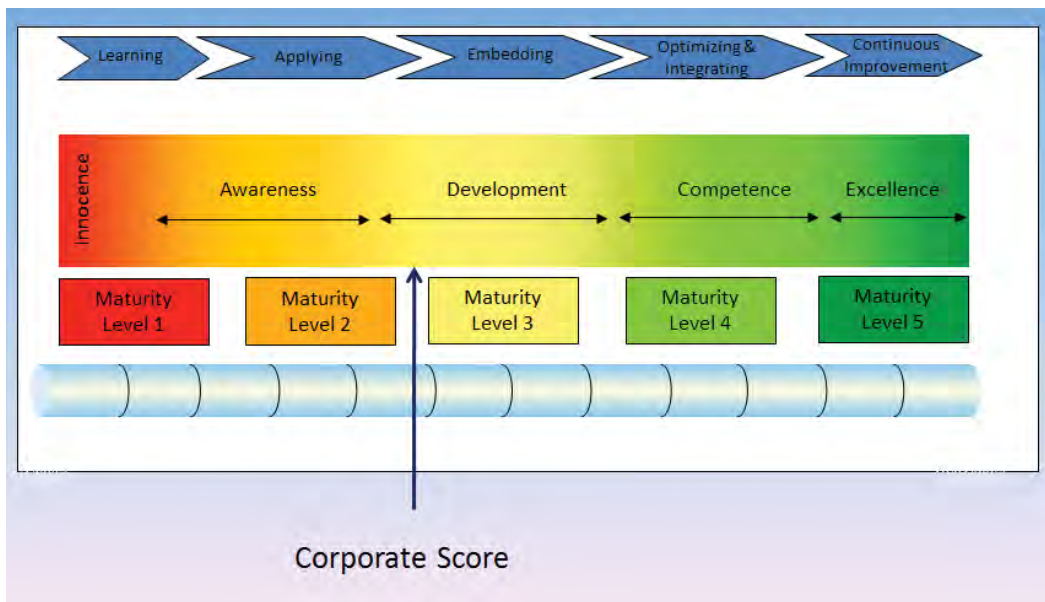 Learning
Applying
Embedding
Optimizing &
Integrating
Continuous
Improvement
Innocence
Awareness
Development
Competence
Excellence
Maturity
Level 1
Maturity
Level 2
Maturity
Level 3
Maturity
Level 4
Maturity
Level 5
Corporate Score